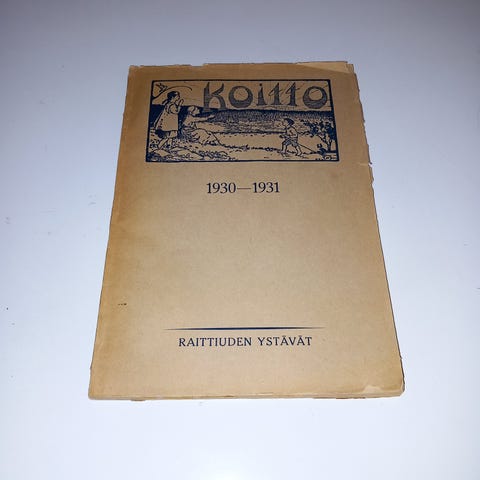 Koitto
1930—1931
RAITTIUDEN YSTÄVÄT